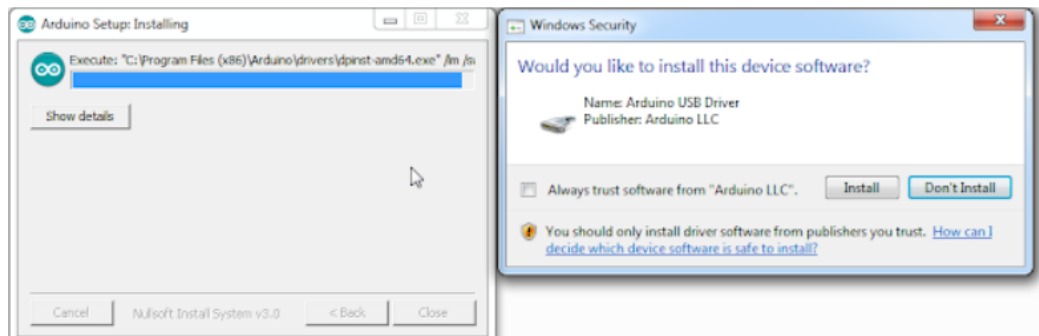 Arduino Setup: Installing
Execute: "C:\Program Files (x86)\Arduino\drivers\dpinst-amd64.exe" /lm
Show details
Cancel
Nullsoft Install System v3.0
< Back
Close
Windows Security
Would you like to install this device software?
Name: Arduino USB Driver
Publisher: Arduino LLC
Always trust software from "Arduino LLC".
Install
Don't Install
You should only install driver software from publishers you trust. How can I
decide which device software is safe to install?